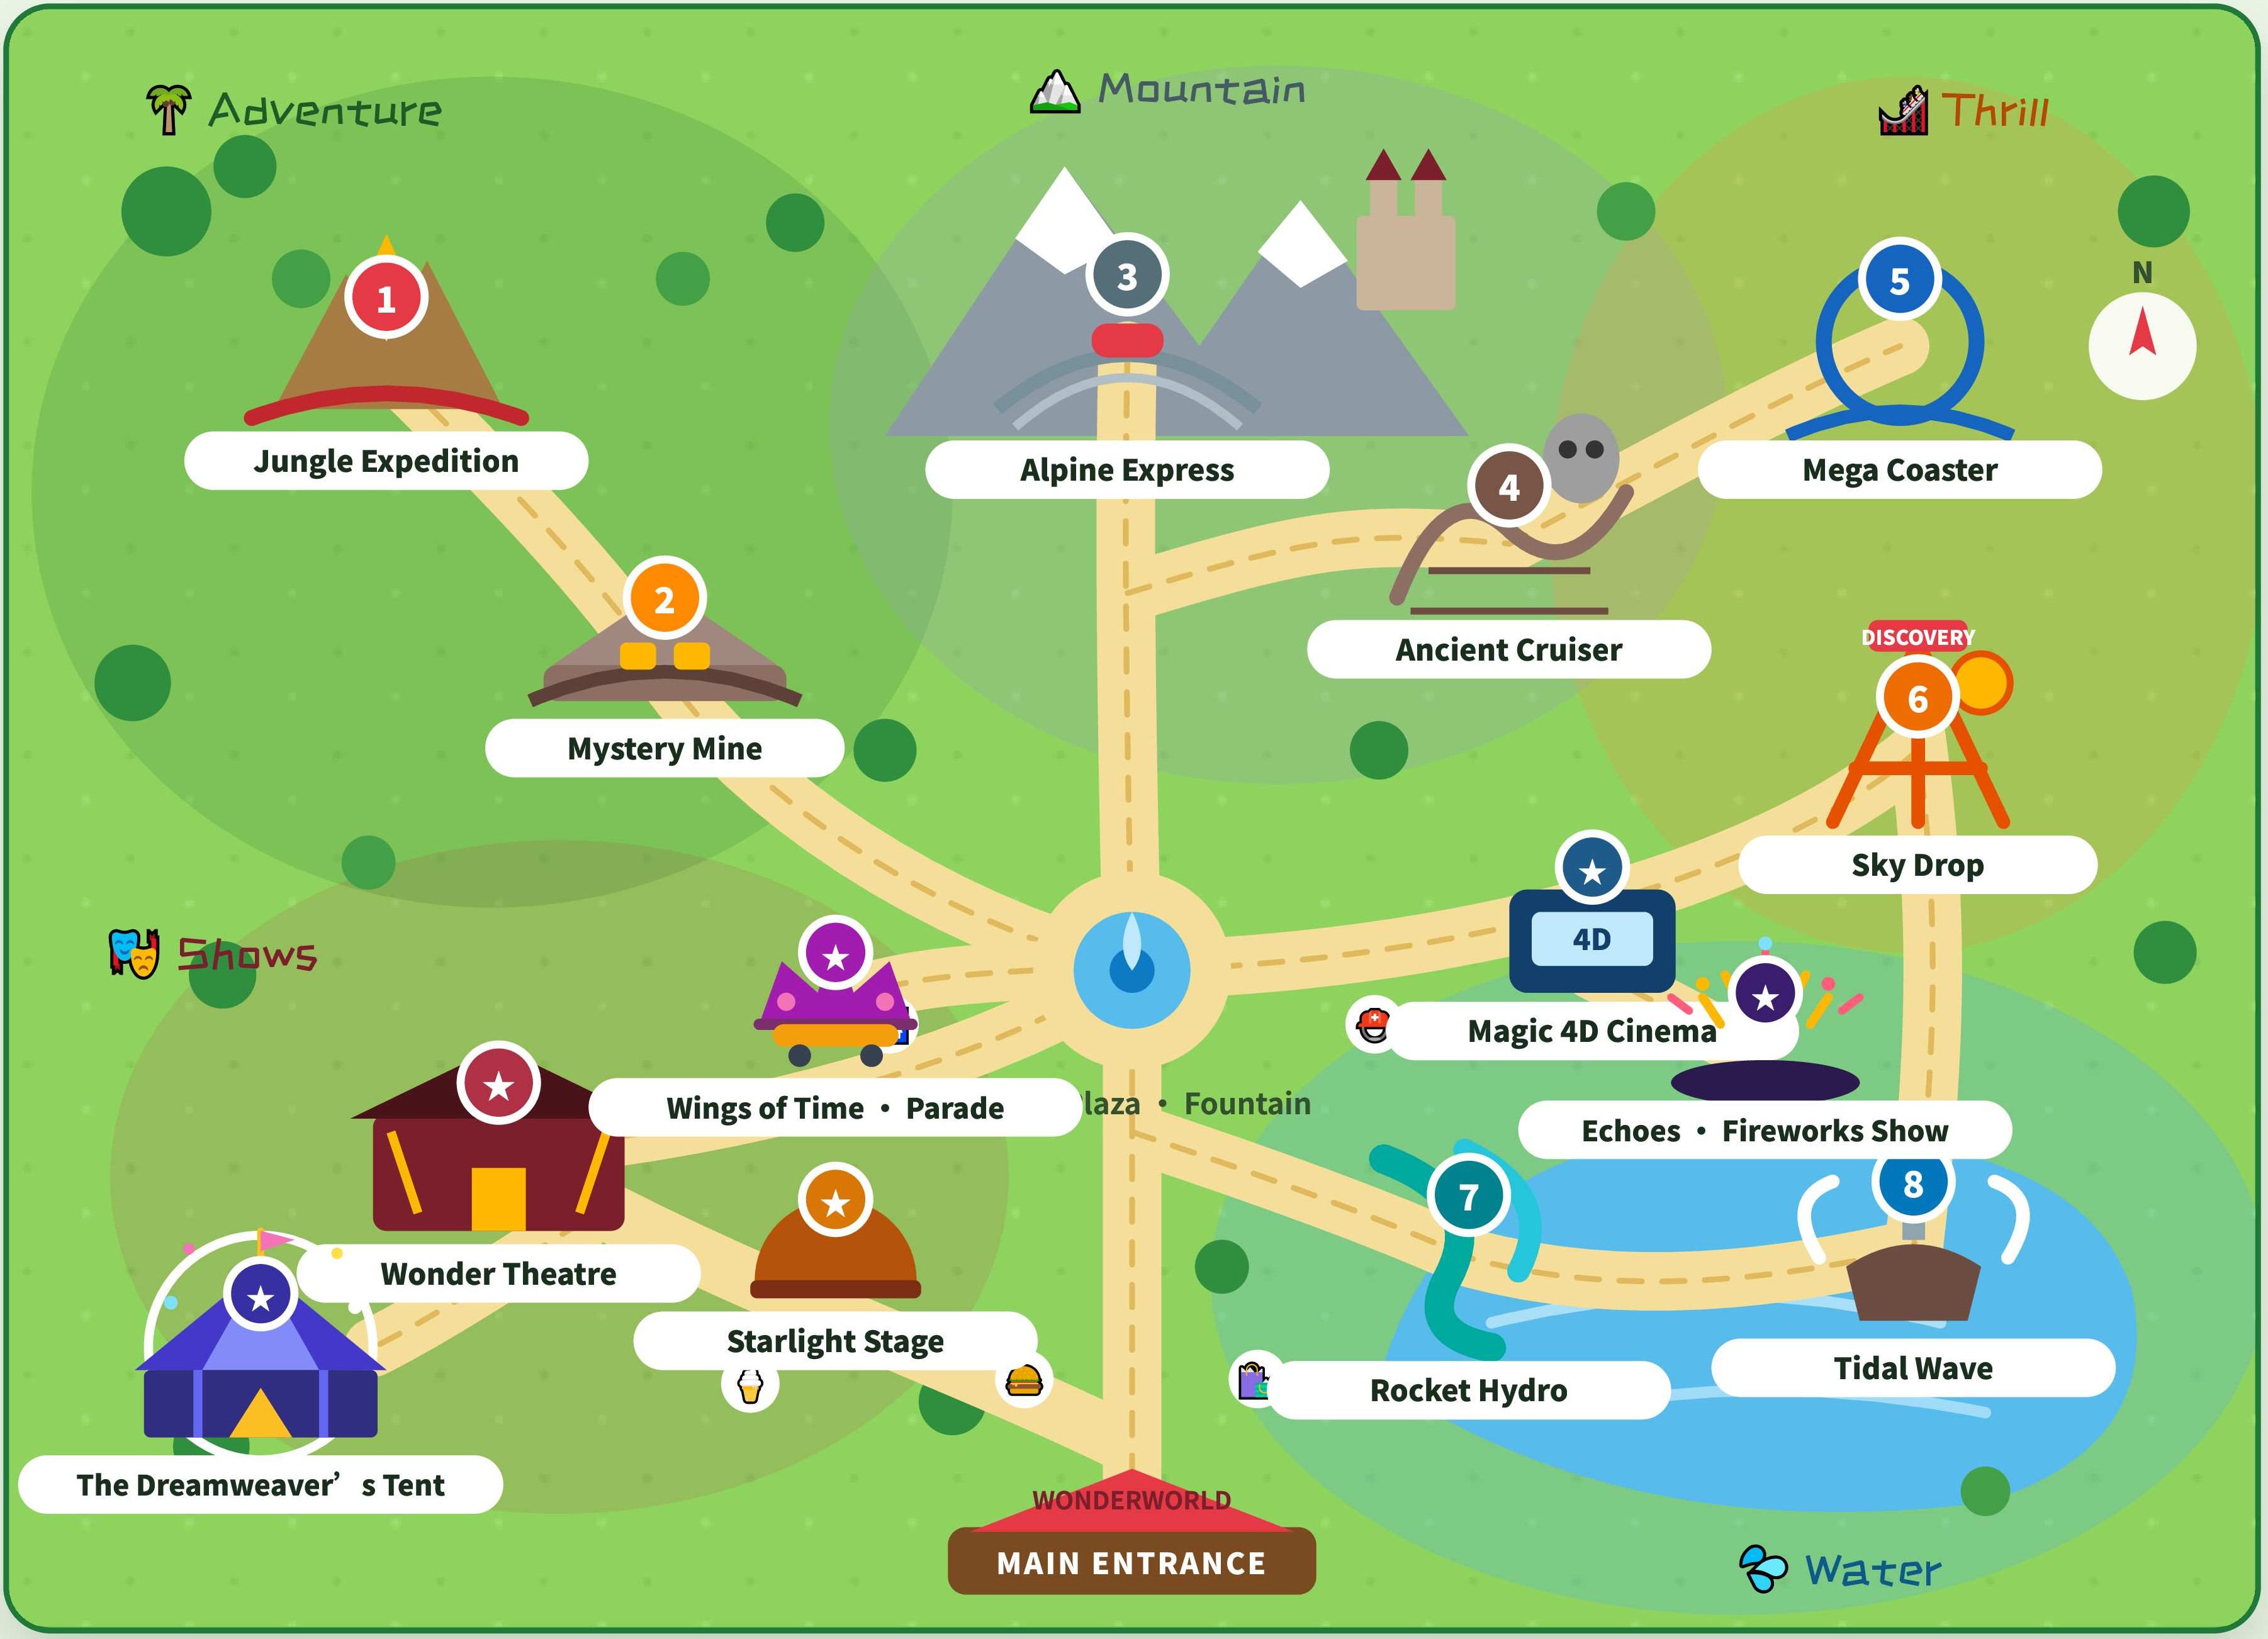 Adventure
Mountain
Thrill
N
1
3
5
Jungle Expedition
Alpine Express
Mega Coaster
4
2
Ancient Cruiser
DISCOVERY
6
Mystery Mine
Sky Drop
4D
Shows
Magic 4D Cinema
Wings of Time • Parade
laza • Fountain
Echoes • Fireworks Show
7
8
Wonder Theatre
Starlight Stage
Tidal Wave
Rocket Hydro
The Dreamweaver’s Tent
WONDERWORLD
MAIN ENTRANCE
Water